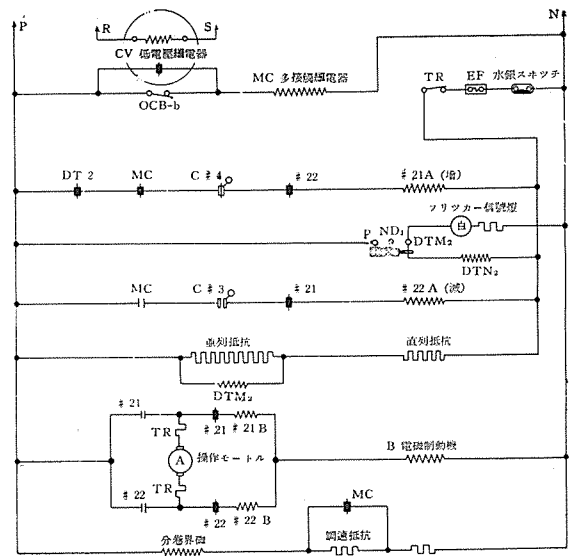 P
N
R
S
CV 低電壓繼電器
OCB-b
MC 多接觸繼電器
TR
EF
水銀スヰツチ
DT 2
MC
C #4
#22
#21A (增)
フリツカー信號燈
白
P
ND₁
DTM₂
DTN₂
MC
C #3
#21
#22 A (減)
並列抵抗
直列抵抗
DTM₂
#21
TR
#21
#21 B
A
操作モートル
B 電磁制動機
TR
#22
#22
#22 B
MC
分卷界磁
調速抵抗